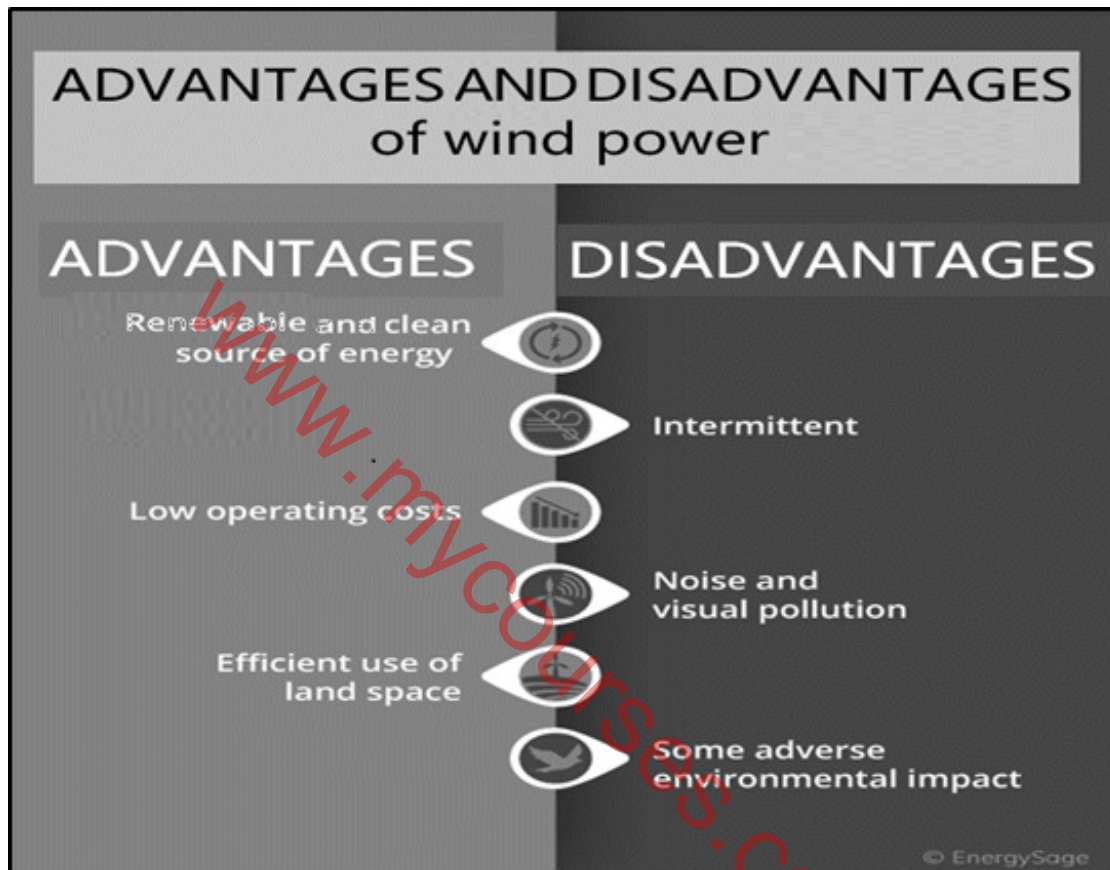 ADVANTAGES AND DISADVANTAGES
of wind power
ADVANTAGES
Renewable and clean
source of energy
Low operating costs
Efficient use of
land space
DISADVANTAGES
Intermittent
Noise and
visual pollution
Some adverse
environmental impact
© EnergySage
www.mycourses.c